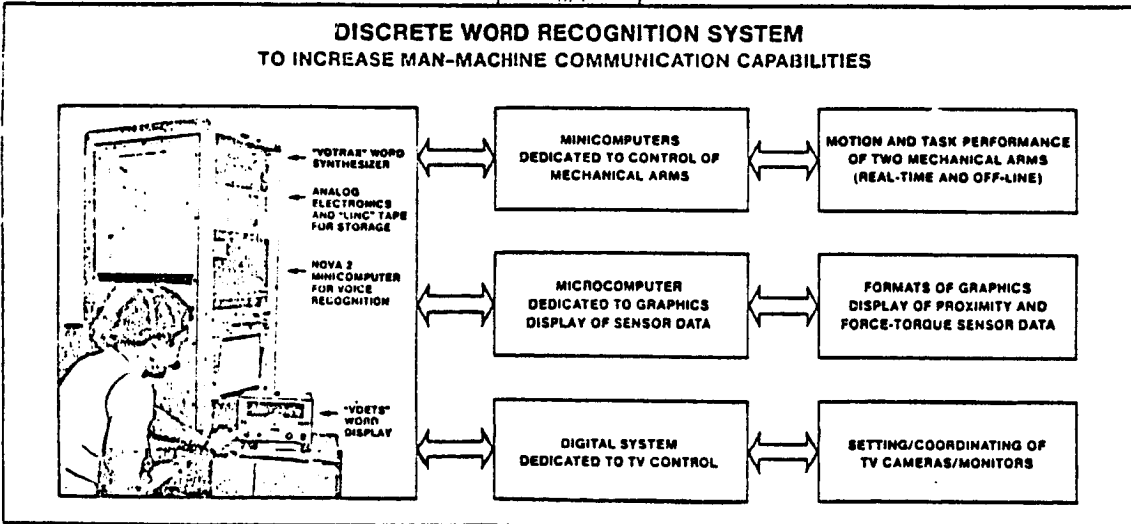 DISCRETE WORD RECOGNITION SYSTEM
TO INCREASE MAN-MACHINE COMMUNICATION CAPABILITIES
"VOTRAX" WORD
SYNTHESIZER
ANALOG
ELECTRONICS
AND "LINC" TAPE
FOR STORAGE
NOVA 2
MINICOMPUTER
FOR VOICE
RECOGNITION
"VDETS"
WORD
DISPLAY
MINICOMPUTERS
DEDICATED TO CONTROL OF
MECHANICAL ARMS
MOTION AND TASK PERFORMANCE
OF TWO MECHANICAL ARMS
(REAL-TIME AND OFF-LINE)
MICROCOMPUTER
DEDICATED TO GRAPHICS
DISPLAY OF SENSOR DATA
FORMATS OF GRAPHICS
DISPLAY OF PROXIMITY AND
FORCE-TORQUE SENSOR DATA
DIGITAL SYSTEM
DEDICATED TO TV CONTROL
SETTING/COORDINATING OF
TV CAMERAS/MONITORS